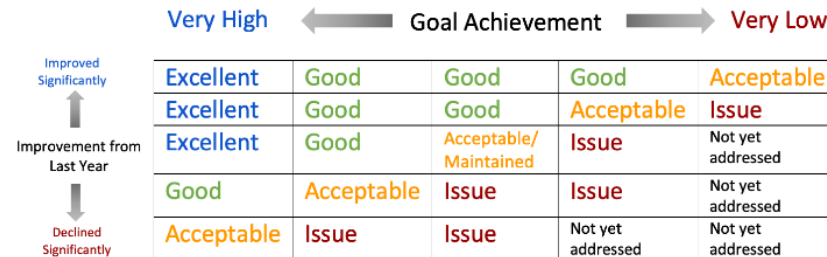 Very High Goal Achievement Very Low
Improved
Significantly
Excellent Good Good Good Acceptable
Excellent Good Good Acceptable Issue
Improvement from
Last Year
Excellent Good Acceptable/
Maintained Issue Not yet
addressed
Good Acceptable Issue Issue Not yet
addressed
Declined
Significantly
Acceptable Issue Issue Not yet
addressed Not yet
addressed